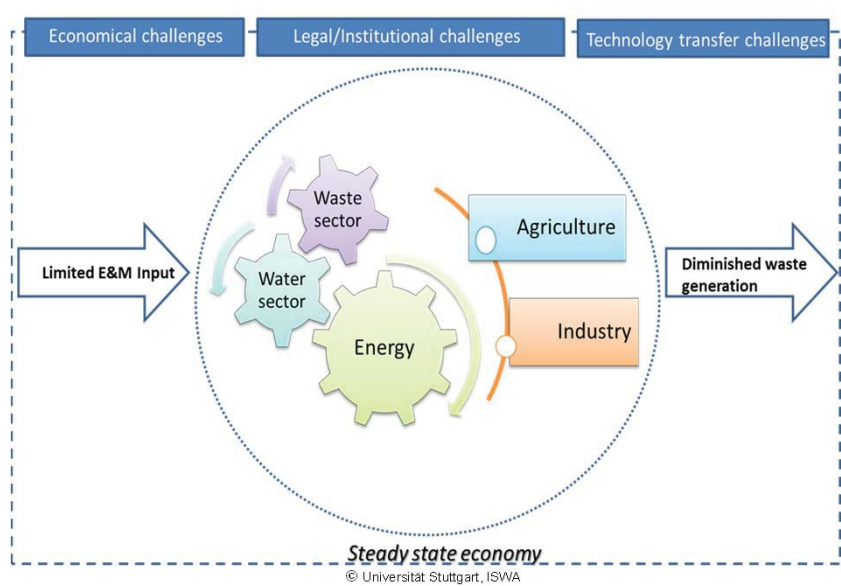 Economical challenges
Legal/Institutional challenges
Technology transfer challenges
Waste
sector
Water
sector
Energy
Agriculture
Industry
Limited E&M Input
Diminished waste
generation
Steady state economy
© Universität Stuttgart, ISWA